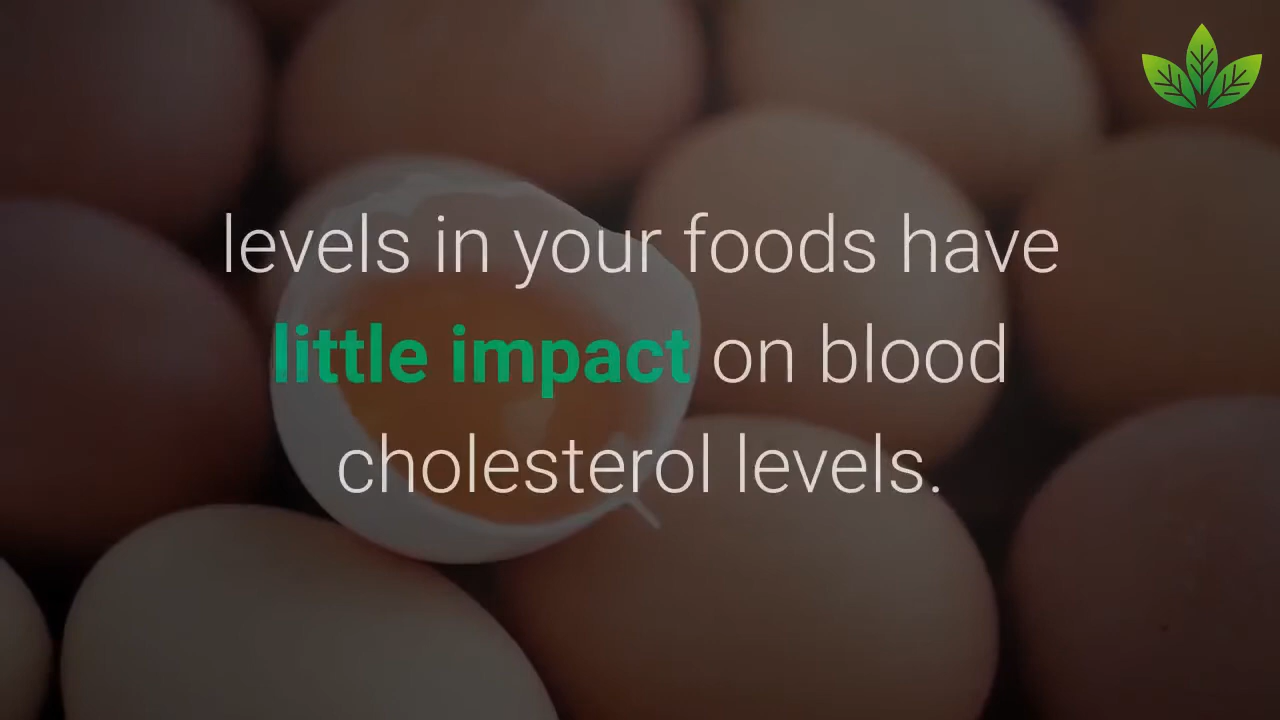 levels in your foods have
little impact on blood
cholesterol levels.